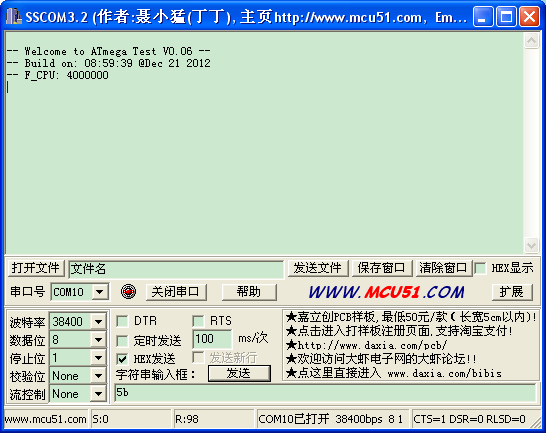 SSCOM3.2 (作者:聂小猛(丁丁), 主页http://www.mcu51.com, Em...
-- Welcome to ATmega Test V0.06 --
-- Build on: 08:59:39 @Dec 21 2012
-- F_CPU: 4000000
打开文件 文件名 发送文件 保存窗口 清除窗口 HEX显示
串口号 COM10 关闭串口 帮助 WWW.MCU51.COM 扩展
波特率 38400 DTR RTS
数据位 8 定时发送 100 ms/次
停止位 1 HEX发送 发送新行
校验位 None 字符串输入框: 发送
流控制 None 5b
★嘉立创PCB样板,最低50元/款(长宽5cm以内)!
★点击进入打样板注册页面,支持淘宝支付!
★http://www.daxia.com/pcb/
★欢迎访问大虾电子网的大虾论坛!!
★点这里直接进入 www.daxia.com/bibis
www.mcu51.com S:0 R:98 COM10已打开 38400bps 8 1 CTS=1 DSR=0 RLSD=0